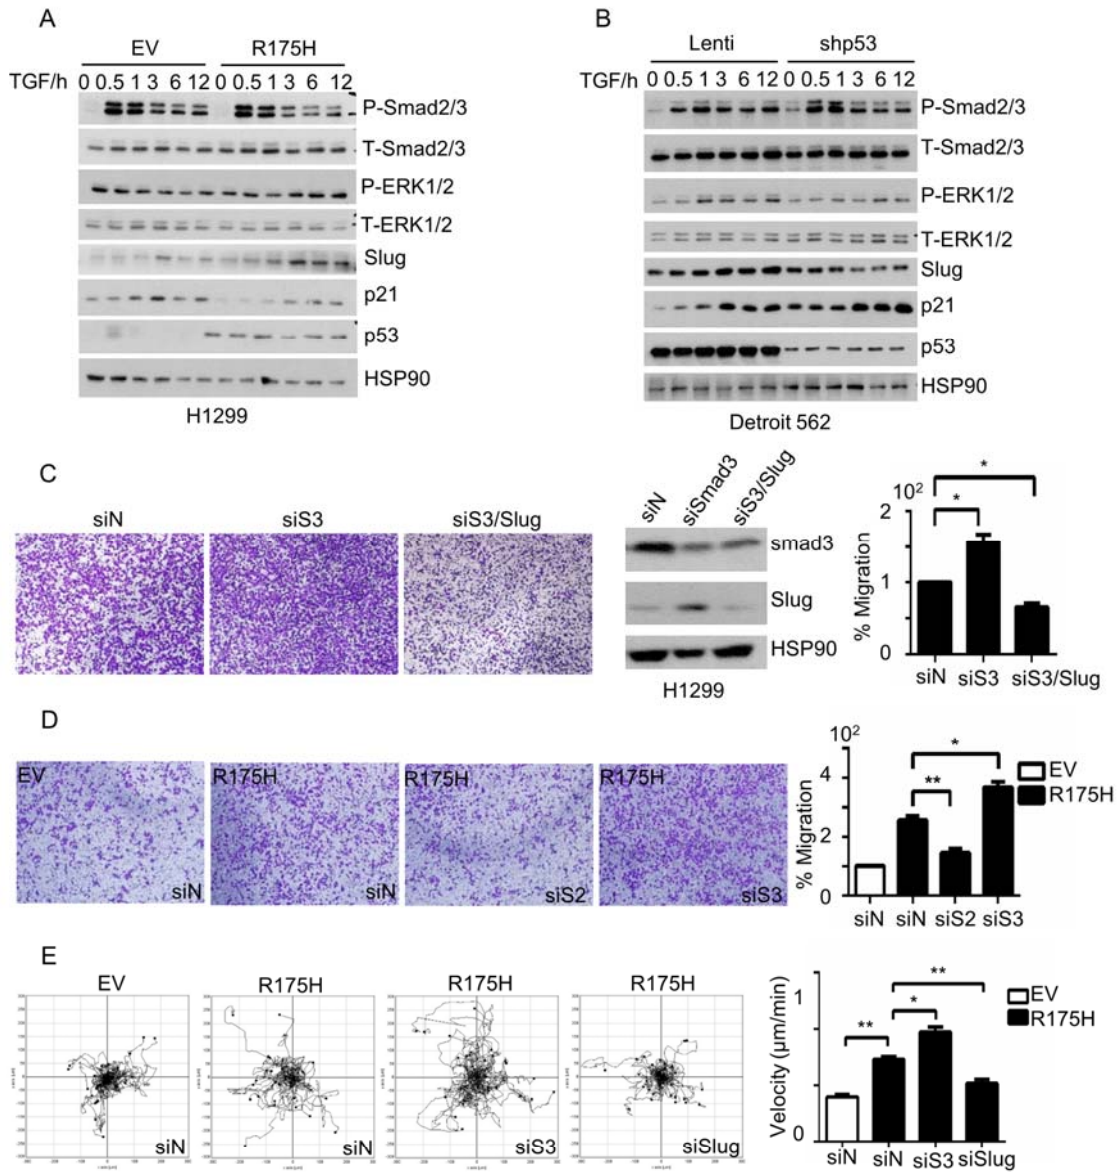 A
EV R175H
TGF/h 0 0.5 1 3 6 12 0 0.5 1 3 6 12
P-Smad2/3
T-Smad2/3
P-ERK1/2
T-ERK1/2
Slug
p21
p53
HSP90
H1299
B
Lenti shp53
TGF/h 0 0.5 1 3 6 12 0 0.5 1 3 6 12
P-Smad2/3
T-Smad2/3
P-ERK1/2
T-ERK1/2
Slug
p21
p53
HSP90
Detroit 562
C
siN siS3 siS3/Slug
siN siSmad3 siS3/Slug
smad3
Slug
HSP90
H1299
10²
% Migration
2
1
0
*
*
siN siS3 siS3/Slug
D
EV R175H R175H R175H
siN siN siS2 siS3
10²
% Migration
4
2
0
*
**
EV
R175H
siN siN siS2 siS3
E
EV R175H R175H R175H
siN siN siS3 siSlug
Velocity (µm/min)
1
0
**
*
**
EV
R175H
siN siN siS3 siSlug